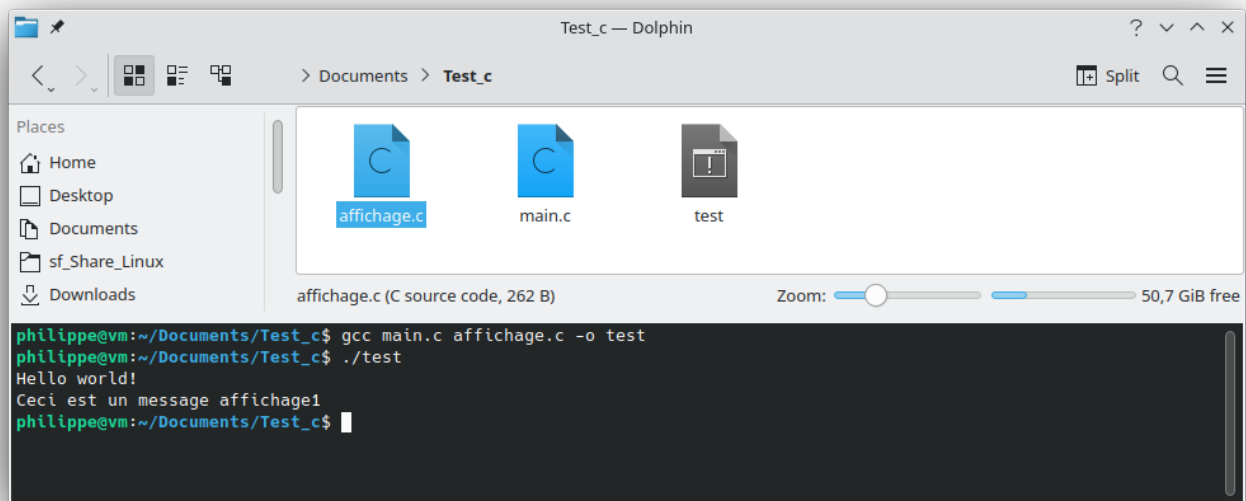 Test_c — Dolphin
Documents > Test_c
Split
Places
Home
Desktop
Documents
sf_Share_Linux
Downloads
affichage.c
main.c
test
affichage.c (C source code, 262 B)
Zoom:
50,7 GiB free
philippe@vm:~/Documents/Test_c$ gcc main.c affichage.c -o test
philippe@vm:~/Documents/Test_c$ ./test
Hello world!
Ceci est un message affichage1
philippe@vm:~/Documents/Test_c$